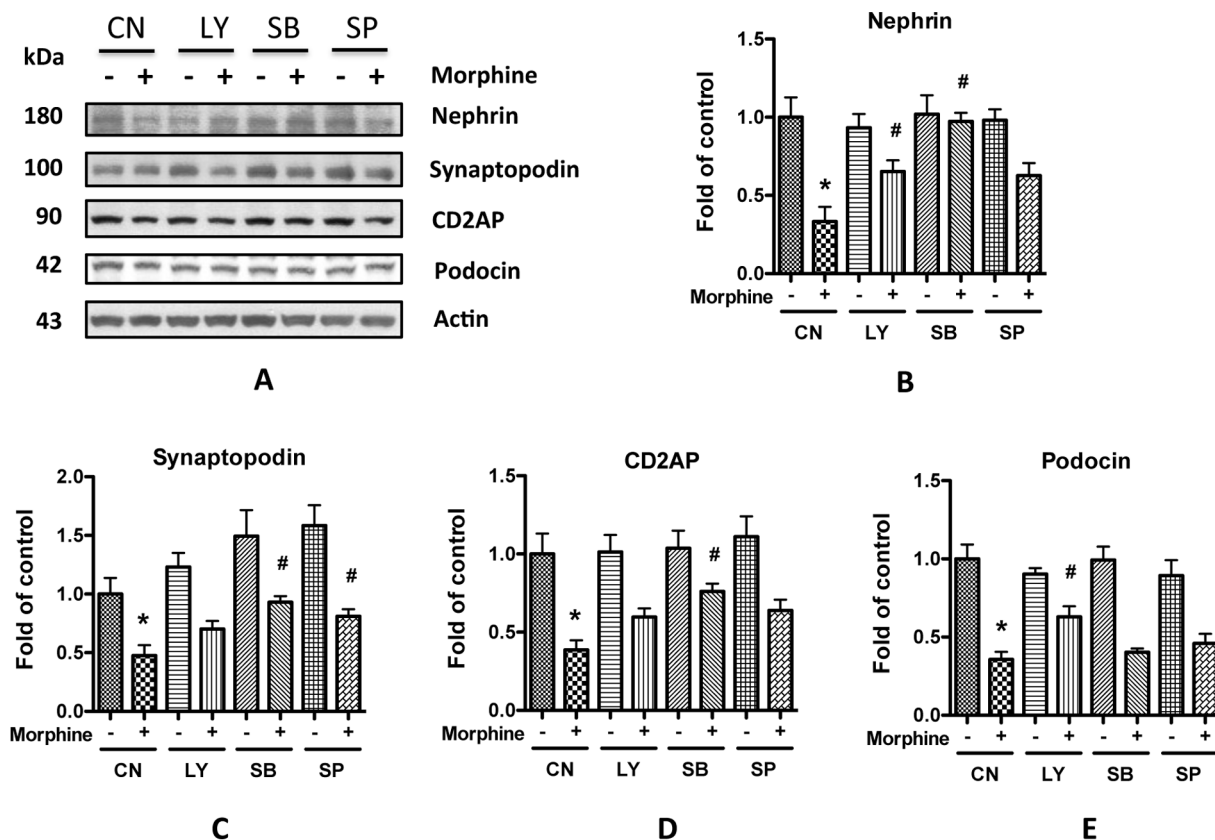 CN LY SB SP
kDa
- + - + - + - + Morphine
180 Nephrin
100 Synaptopodin
90 CD2AP
42 Podocin
43 Actin
A
Nephrin
Fold of control
1.5
1.0
0.5
0.0
* # #
Morphine - + - + - + - +
CN LY SB SP
B
Synaptopodin
Fold of control
2.0
1.5
1.0
0.5
0.0
* # #
Morphine - + - + - + - +
CN LY SB SP
C
CD2AP
Fold of control
1.5
1.0
0.5
0.0
* #
Morphine - + - + - + - +
CN LY SB SP
D
Podocin
Fold of control
1.5
1.0
0.5
0.0
* #
Morphine - + - + - + - +
CN LY SB SP
E